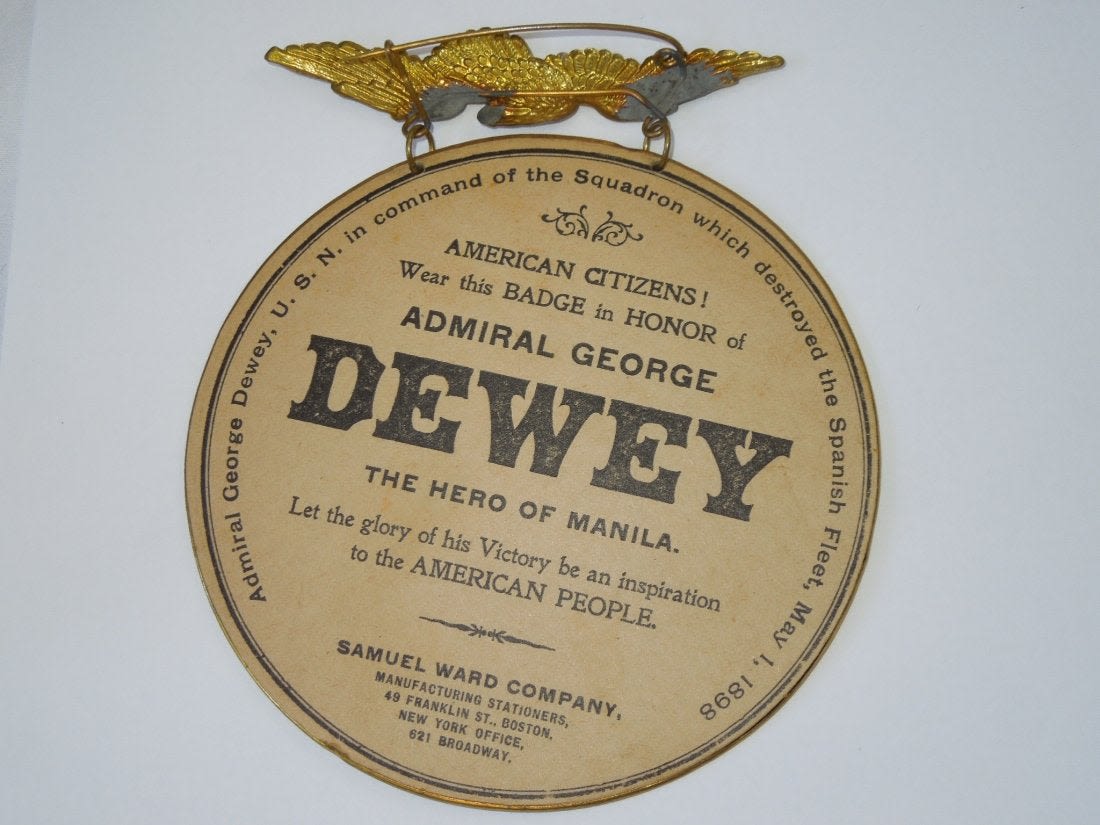 Admiral George Dewey, U. S. N. in command of the Squadron which destroyed the Spanish Fleet, May 1, 1898
AMERICAN CITIZENS!
Wear this BADGE in HONOR of
ADMIRAL GEORGE
DEWEY
THE HERO OF MANILA.
Let the glory of his Victory be an inspiration
to the AMERICAN PEOPLE.
SAMUEL WARD COMPANY,
MANUFACTURING STATIONERS,
49 FRANKLIN ST., BOSTON.
NEW YORK OFFICE,
621 BROADWAY.